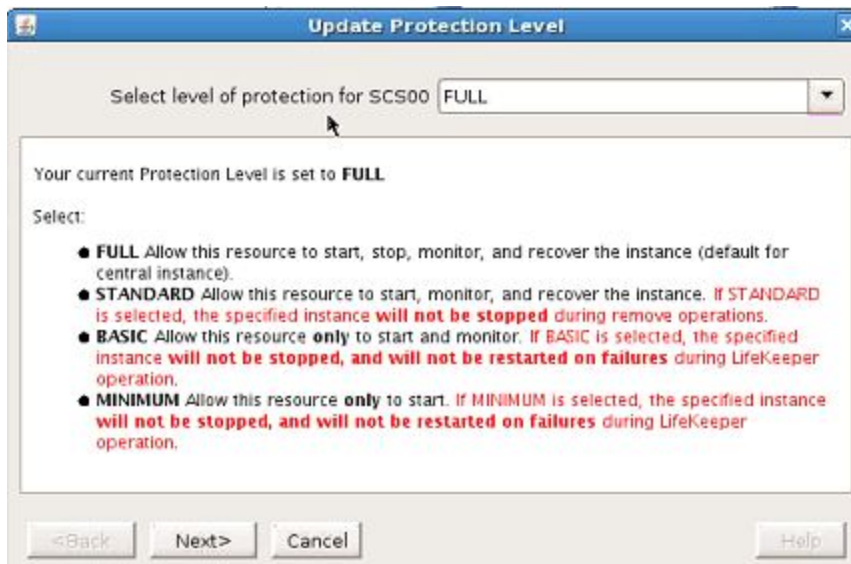 Update Protection Level
Select level of protection for SCS00 FULL
Your current Protection Level is set to FULL
Select:
● FULL Allow this resource to start, stop, monitor, and recover the instance (default for
central instance).
● STANDARD Allow this resource to start, monitor, and recover the instance. If STANDARD
is selected, the specified instance will not be stopped during remove operations.
● BASIC Allow this resource only to start and monitor. If BASIC is selected, the specified
instance will not be stopped, and will not be restarted on failures during LifeKeeper
operation.
● MINIMUM Allow this resource only to start. If MINIMUM is selected, the specified instance
will not be stopped, and will not be restarted on failures during LifeKeeper
operation.
<Back Next> Cancel Help